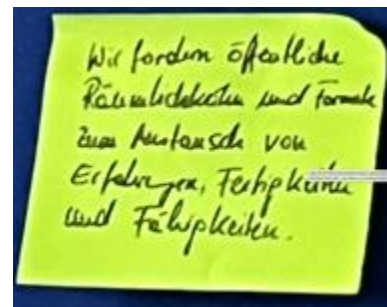 Wir fordern öffentliche
Räumlichkeiten und Formate
zum Austausch von
Erfahrungen, Fertigkeiten
und Fähigkeiten.